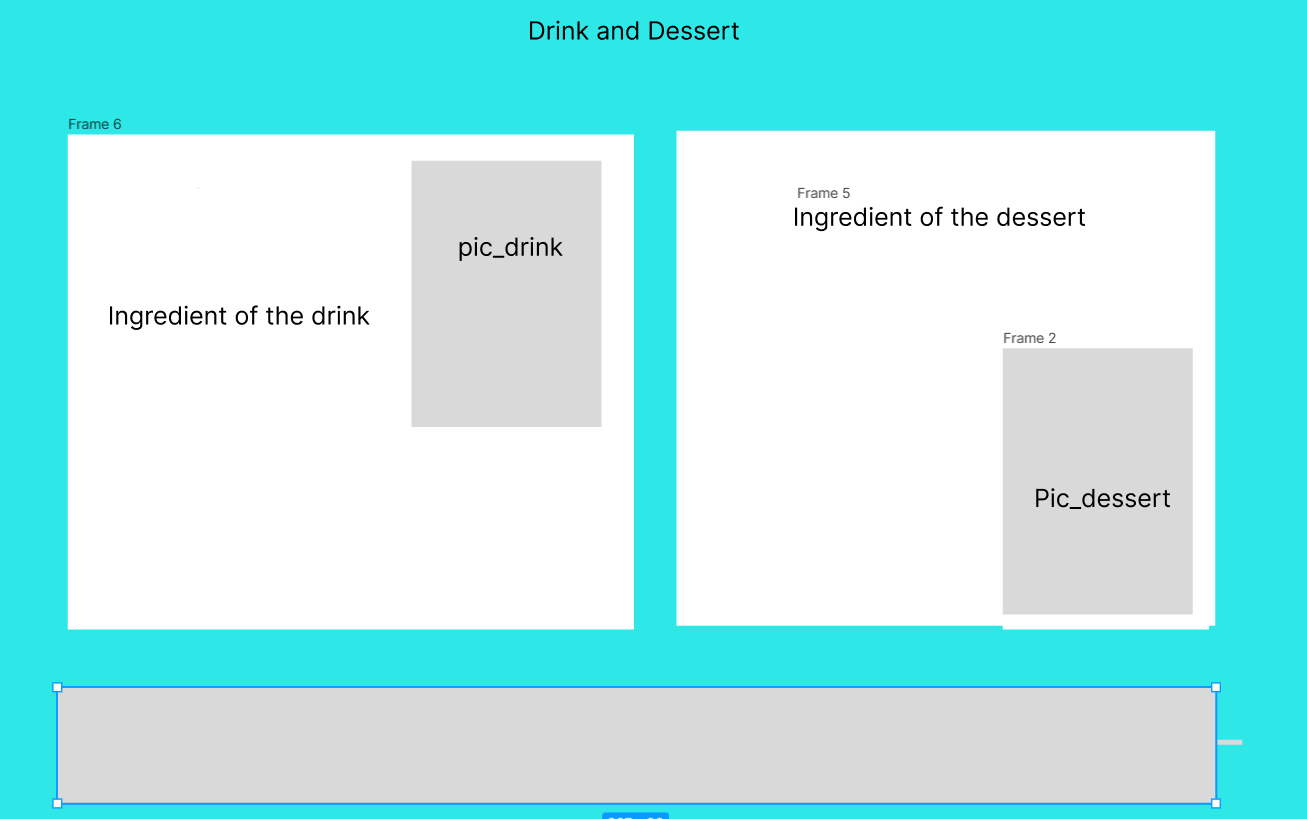 Drink and Dessert
Frame 6
pic_drink
Ingredient of the drink
Frame 5
Ingredient of the dessert
Frame 2
Pic_dessert